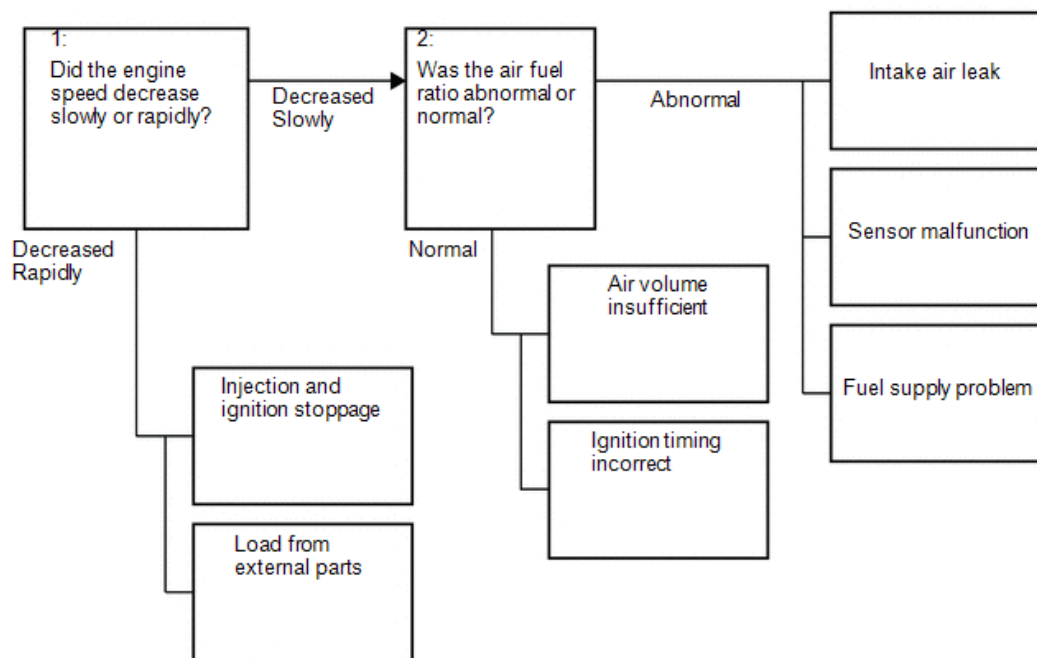 1:
Did the engine
speed decrease
slowly or rapidly?
Decreased
Slowly
2:
Was the air fuel
ratio abnormal or
normal?
Abnormal
Intake air leak
Sensor malfunction
Fuel supply problem
Normal
Air volume
insufficient
Ignition timing
incorrect
Decreased
Rapidly
Injection and
ignition stoppage
Load from
external parts